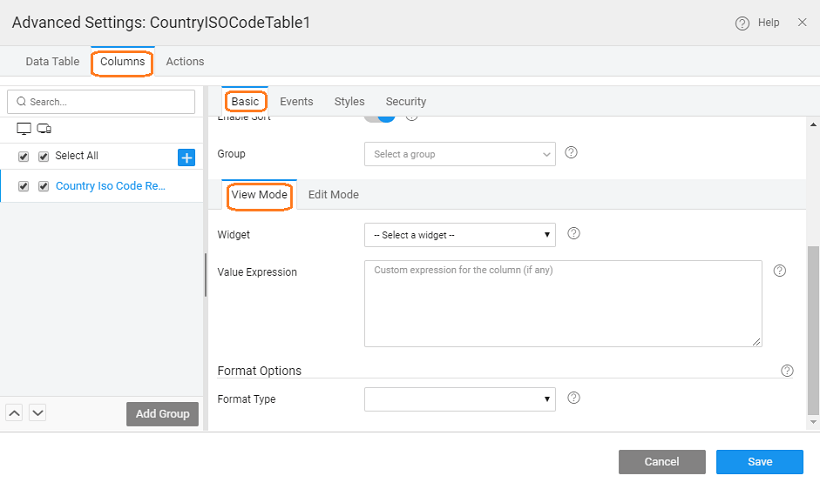 Advanced Settings: CountryISOCodeTable1
Help
Data Table Columns Actions
Search...
Basic Events Styles Security
Enable Sort
Select All
Group Select a group
Country Iso Code Re...
View Mode Edit Mode
Widget -- Select a widget --
Value Expression Custom expression for the column (if any)
Format Options
Format Type
Add Group
Cancel Save